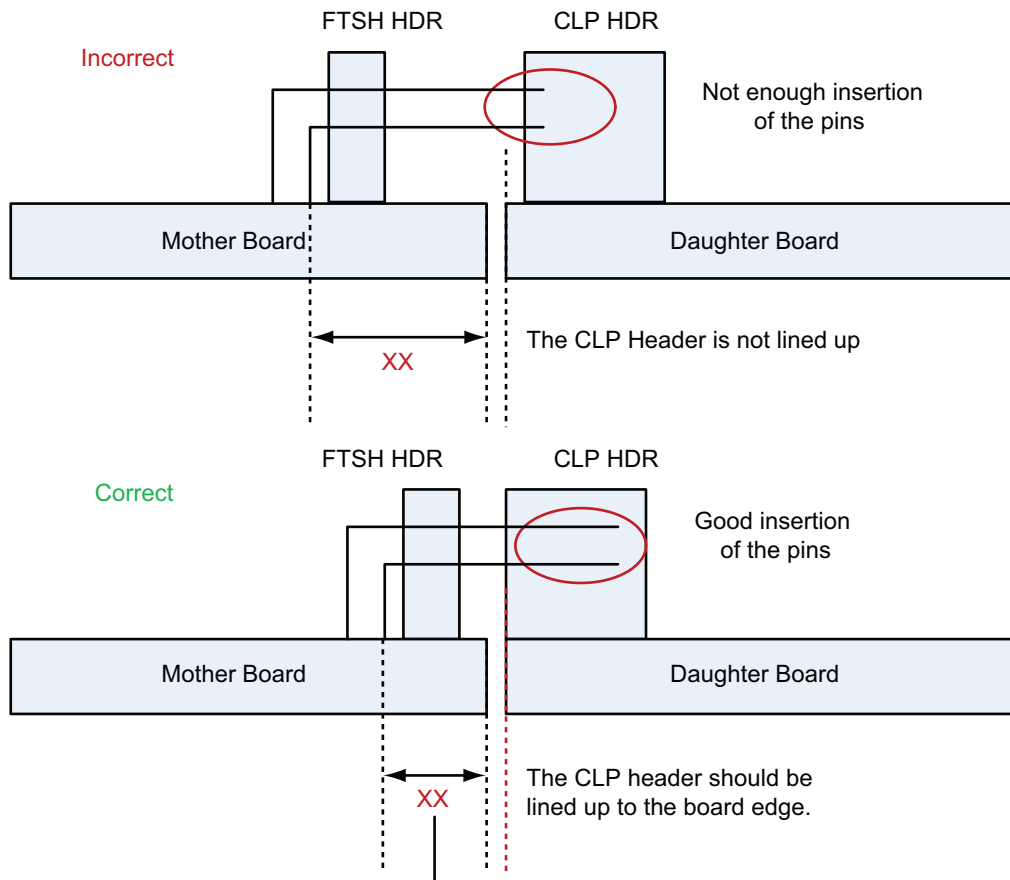 FTSH HDR
CLP HDR
Incorrect
Not enough insertion
of the pins
Mother Board
Daughter Board
The CLP Header is not lined up
XX
FTSH HDR
CLP HDR
Correct
Good insertion
of the pins
Mother Board
Daughter Board
The CLP header should be
lined up to the board edge.
XX